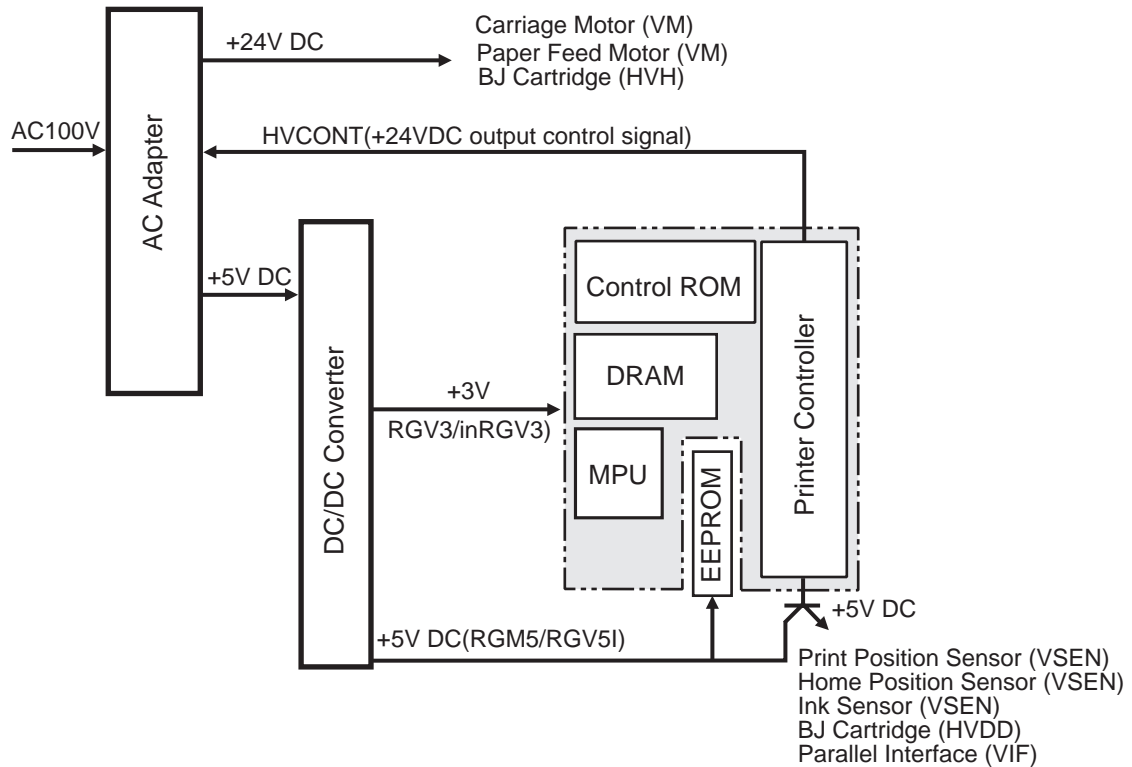 Carriage Motor (VM)
+24V DC
Paper Feed Motor (VM)
BJ Cartridge (HVH)
AC100V
HVCONT(+24VDC output control signal)
AC Adapter
+5V DC
Control ROM
DRAM
+3V
RGV3/inRGV3)
MPU
DC/DC Converter
EEPROM
Printer Controller
+5V DC
+5V DC(RGM5/RGV5I)
Print Position Sensor (VSEN)
Home Position Sensor (VSEN)
Ink Sensor (VSEN)
BJ Cartridge (HVDD)
Parallel Interface (VIF)